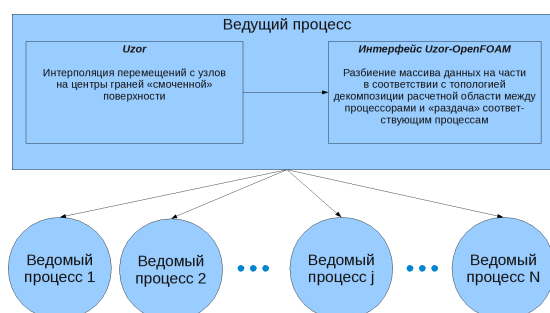 Ведущий процесс
Uzor
Интерполяция перемещений с узлов
на центры граней «смоченной»
поверхности
Интерфейс Uzor-OpenFOAM
Разбиение массива данных на части
в соответствии с топологией
декомпозиции расчетной области между
процессорами и «раздача» соответ-
ствующим процессам
Ведомый
процесс 1
Ведомый
процесс 2
Ведомый
процесс j
Ведомый
процесс N